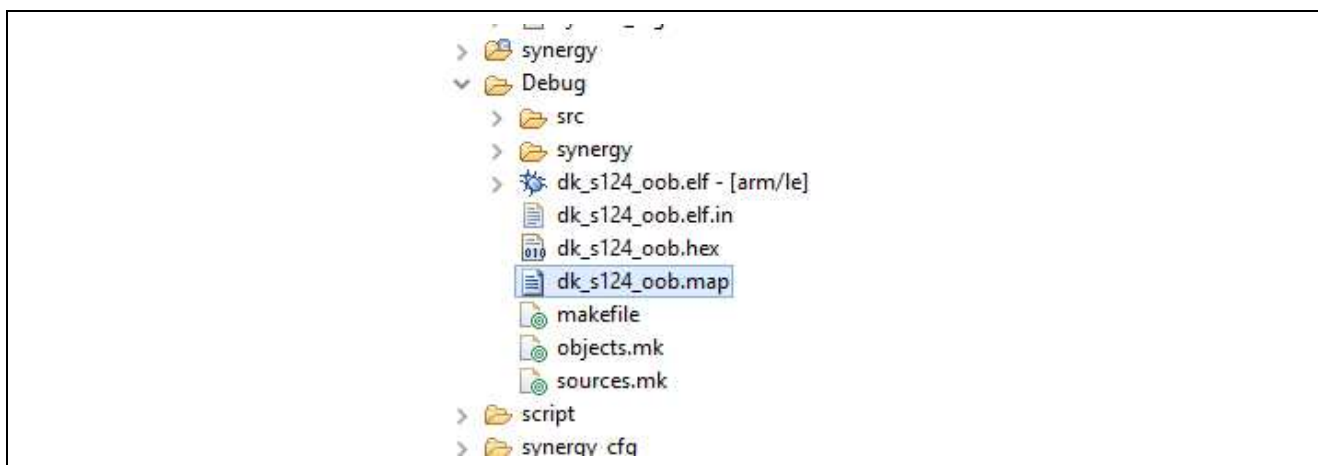 synergy
Debug
src
synergy
dk_s124_oob.elf - [arm/le]
dk_s124_oob.elf.in
dk_s124_oob.hex
dk_s124_oob.map
makefile
objects.mk
sources.mk
script
synergy_cfg